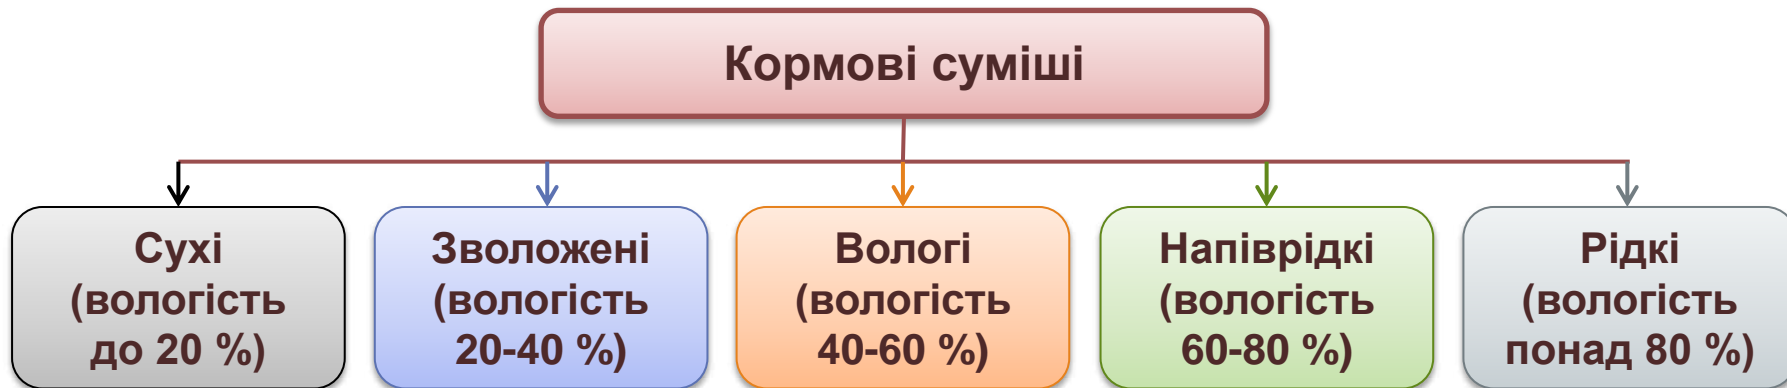 Кормові суміші
Сухі
(вологість
до 20 %)
Зволожені
(вологість
20-40 %)
Вологі
(вологість
40-60 %)
Напіврідкі
(вологість
60-80 %)
Рідкі
(вологість
понад 80 %)